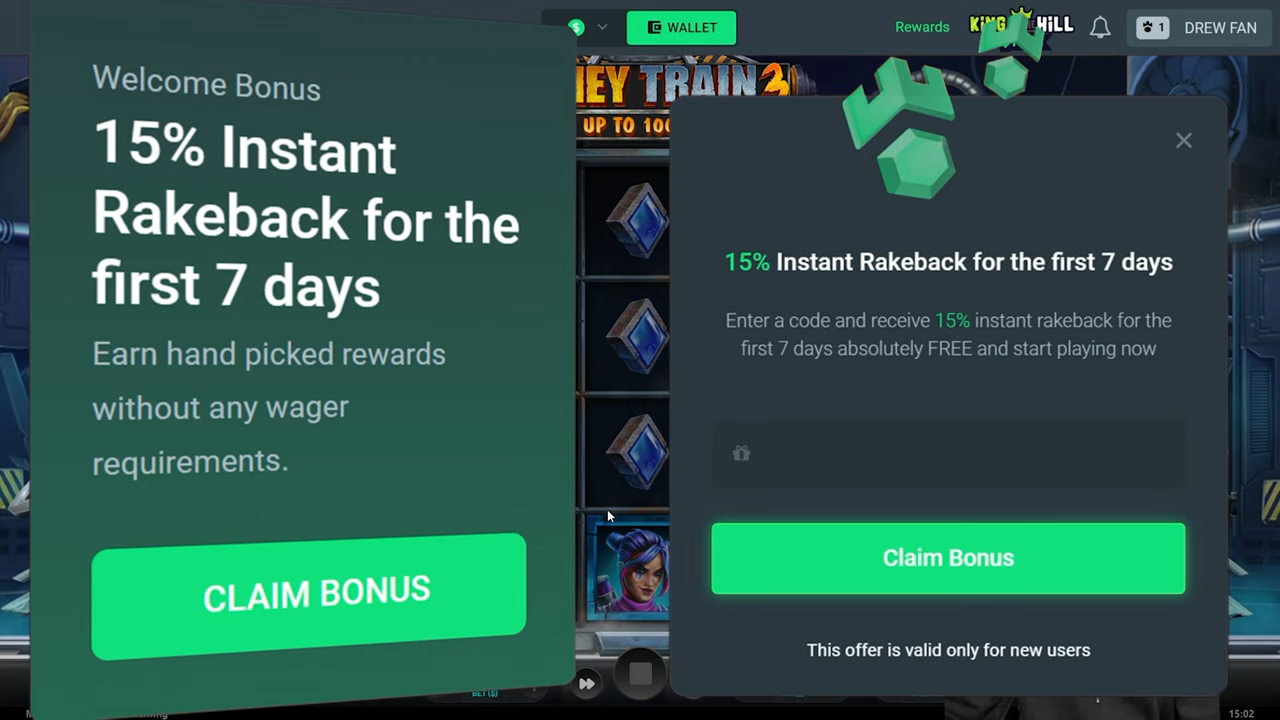 WALLET
Rewards
KING HILL
1
DREW FAN
Welcome Bonus
15% Instant
Rakeback for the
first 7 days
Earn hand picked rewards
without any wager
requirements.
CLAIM BONUS
TRAIN 3
UP TO
15% Instant Rakeback for the first 7 days
Enter a code and receive 15% instant rakeback for the
first 7 days absolutely FREE and start playing now
Claim Bonus
This offer is valid only for new users
BET($)
15:02